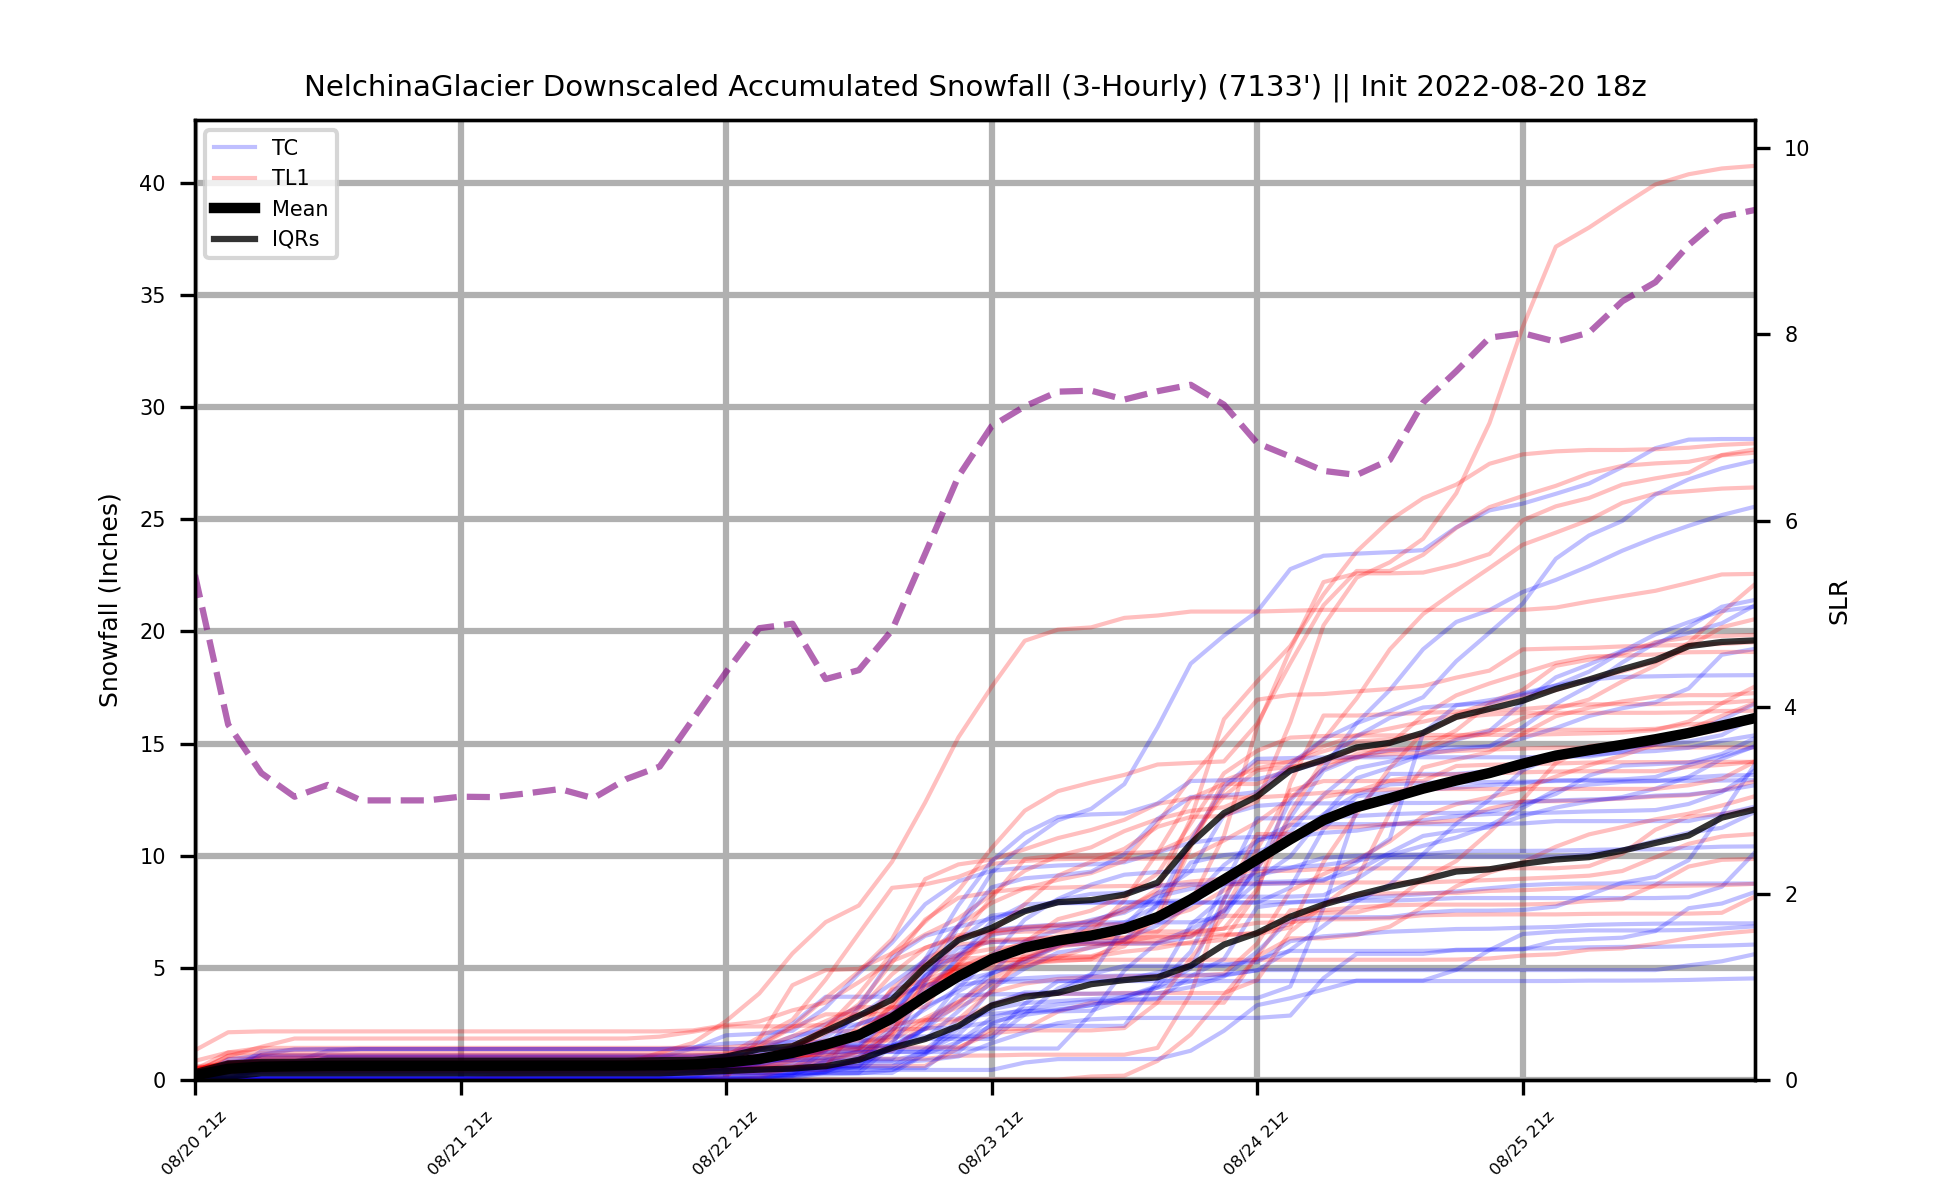 NelchinaGlacier Downscaled Accumulated Snowfall (3-Hourly) (7133') || Init 2022-08-20 18z
TC
TL1
Mean
IQRs
Snowfall (Inches)
40
35
30
25
20
15
10
5
0
10
8
6
4
2
0
SLR
08/20 21z
08/21 21z
08/22 21z
08/23 21z
08/24 21z
08/25 21z